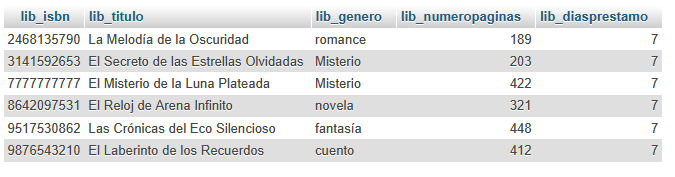 lib_isbn lib_titulo lib_genero lib_numeropaginas lib_diasprestamo
2468135790 La Melodía de la Oscuridad romance 189 7
3141592653 El Secreto de las Estrellas Olvidadas Misterio 203 7
7777777777 El Misterio de la Luna Plateada Misterio 422 7
8642097531 El Reloj de Arena Infinito novela 321 7
9517530862 Las Crónicas del Eco Silencioso fantasía 448 7
9876543210 El Laberinto de los Recuerdos cuento 412 7